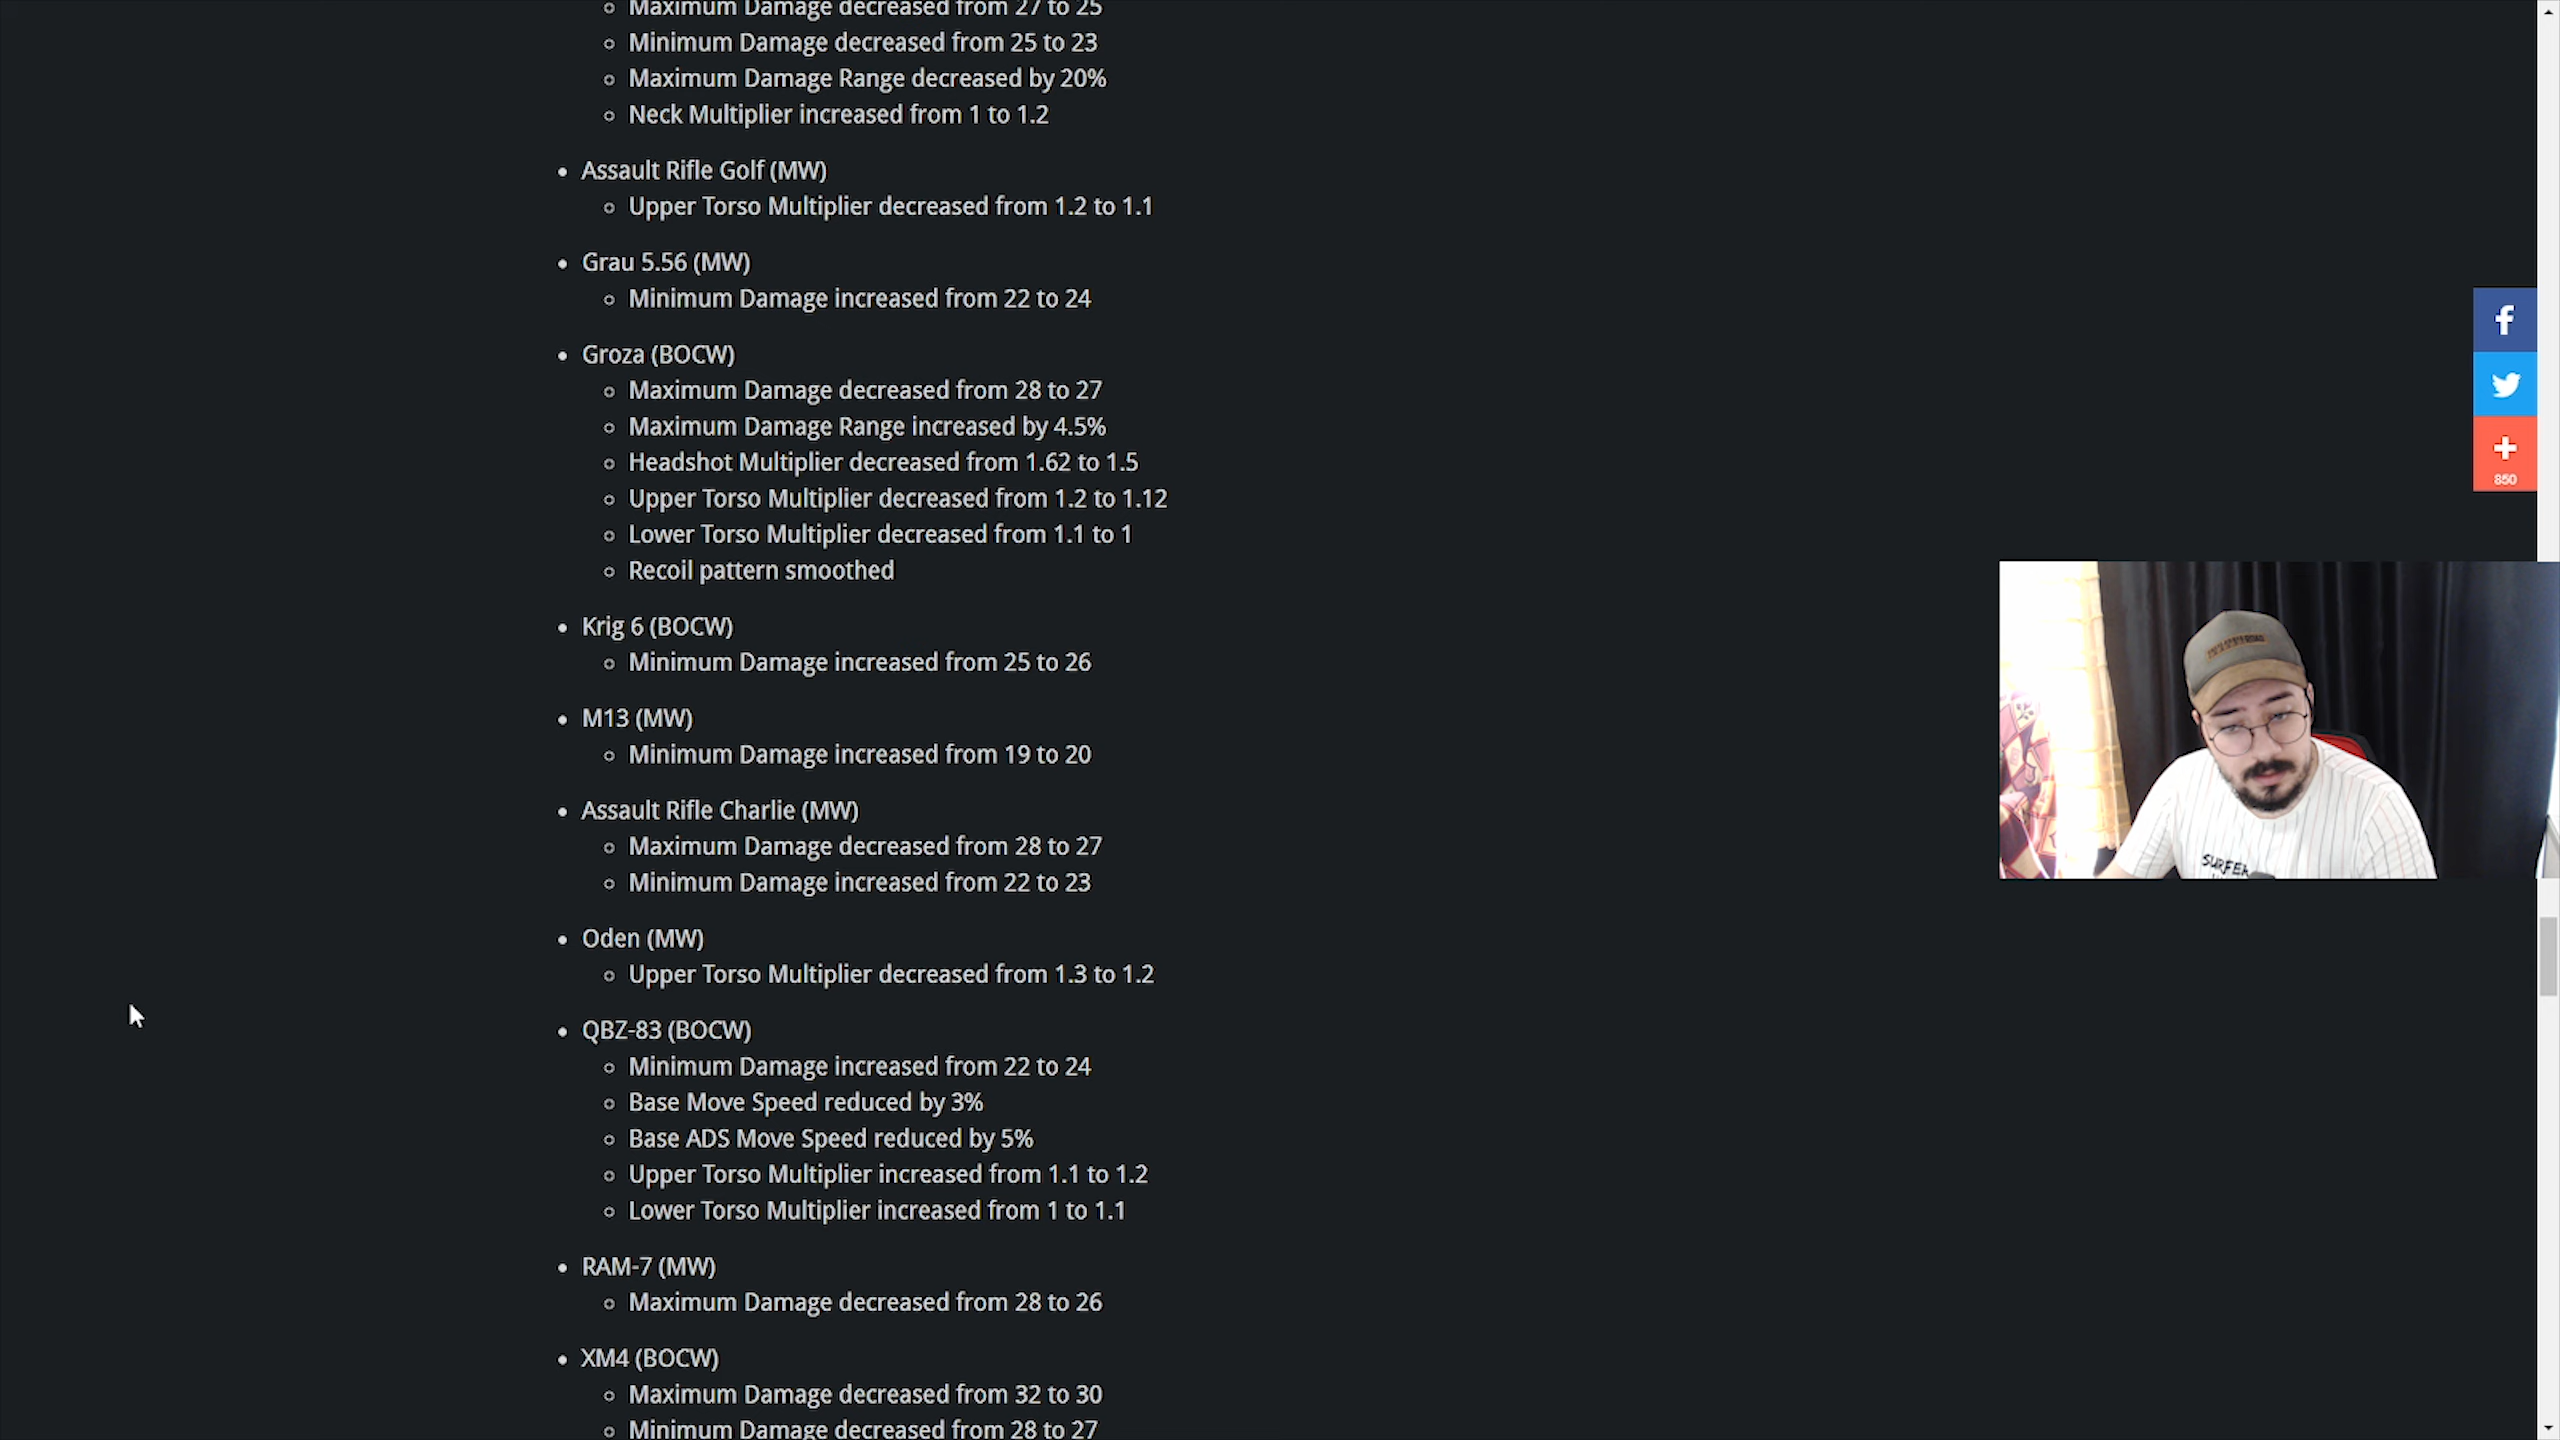 Maximum Damage decreased from 27 to 25
Minimum Damage decreased from 25 to 23
Maximum Damage Range decreased by 20%
Neck Multiplier increased from 1 to 1.2
Assault Rifle Golf (MW)
Upper Torso Multiplier decreased from 1.2 to 1.1
Grau 5.56 (MW)
Minimum Damage increased from 22 to 24
Groza (BOCW)
Maximum Damage decreased from 28 to 27
Maximum Damage Range increased by 4.5%
Headshot Multiplier decreased from 1.62 to 1.5
Upper Torso Multiplier decreased from 1.2 to 1.12
Lower Torso Multiplier decreased from 1.1 to 1
Recoil pattern smoothed
Krig 6 (BOCW)
Minimum Damage increased from 25 to 26
M13 (MW)
Minimum Damage increased from 19 to 20
Assault Rifle Charlie (MW)
Maximum Damage decreased from 28 to 27
Minimum Damage increased from 22 to 23
Oden (MW)
Upper Torso Multiplier decreased from 1.3 to 1.2
QBZ-83 (BOCW)
Minimum Damage increased from 22 to 24
Base Move Speed reduced by 3%
Base ADS Move Speed reduced by 5%
Upper Torso Multiplier increased from 1.1 to 1.2
Lower Torso Multiplier increased from 1 to 1.1
RAM-7 (MW)
Maximum Damage decreased from 28 to 26
XM4 (BOCW)
Maximum Damage decreased from 32 to 30
Minimum Damage decreased from 28 to 27
850